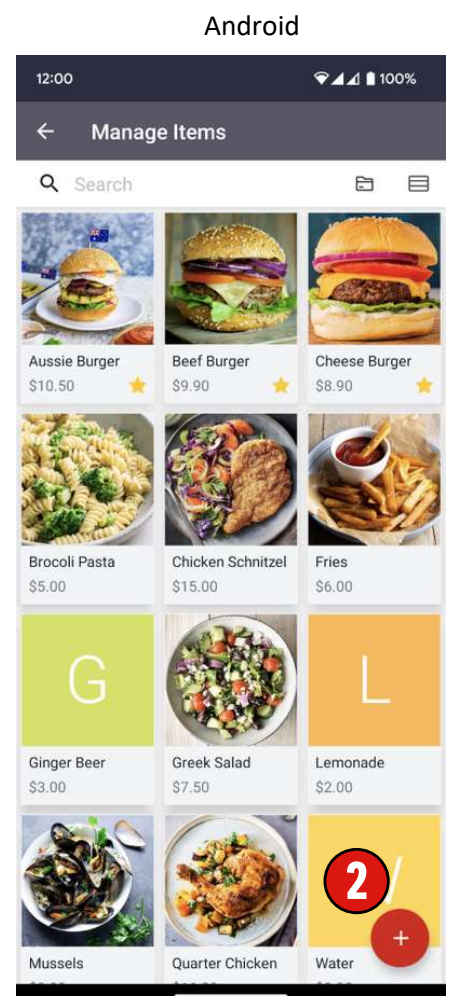 Android
12:00 100%
Manage Items
Search
Aussie Burger Beef Burger Cheese Burger
$10.50 $9.90 $8.90
Brocoli Pasta Chicken Schnitzel Fries
$5.00 $15.00 $6.00
G L
Ginger Beer Greek Salad Lemonade
$3.00 $7.50 $2.00
2
+
Mussels Quarter Chicken Water